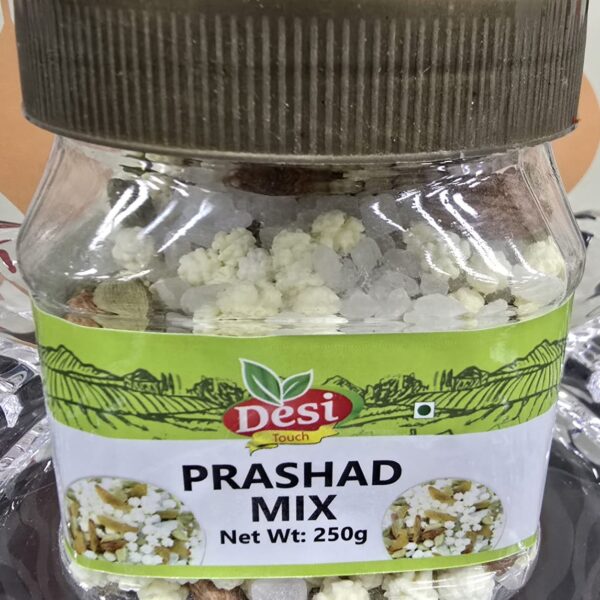 Desi
Touch
PRASHAD
MIX
Net Wt: 250g